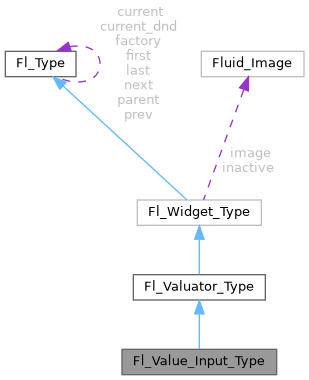 current
current_dnd
factory
first
last
next
parent
prev
Fl_Type
Fluid_Image
image
inactive
Fl_Widget_Type
Fl_Valuator_Type
Fl_Value_Input_Type